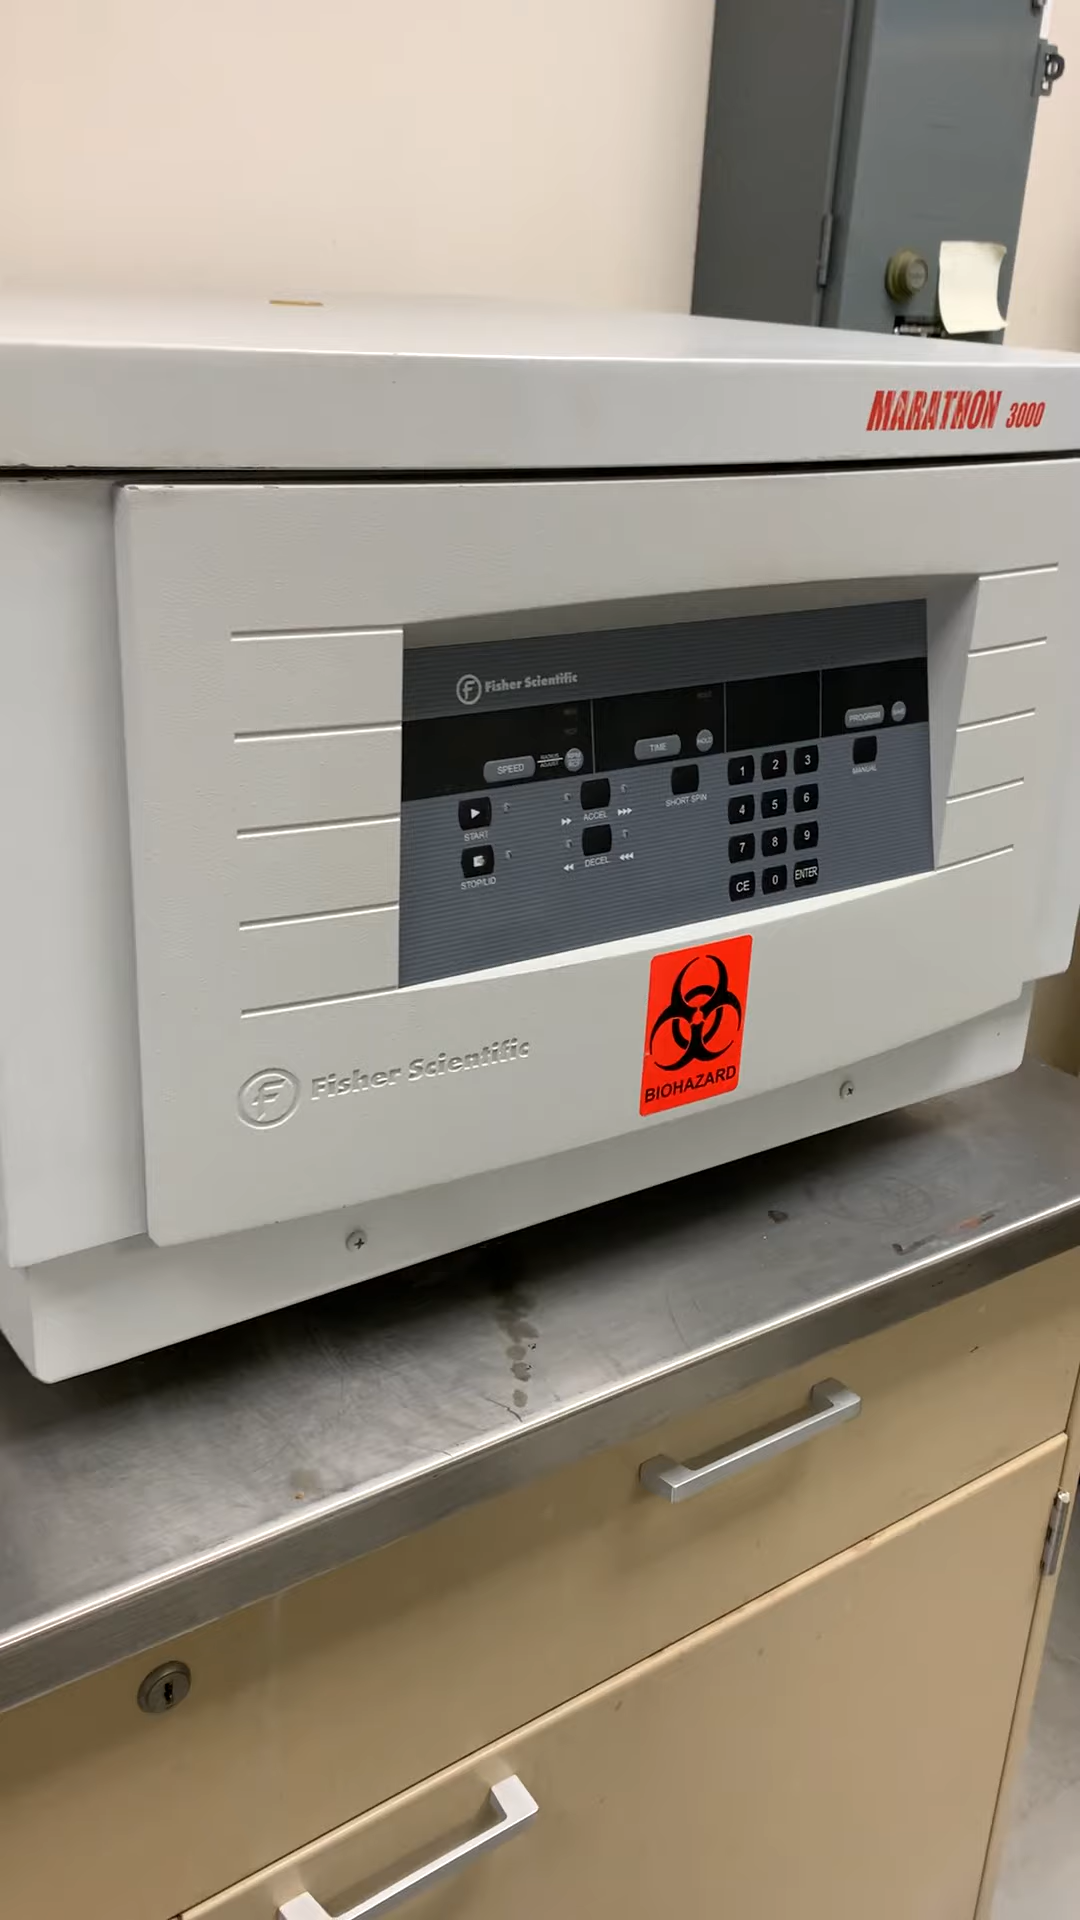 MARATHON 3000
Fisher Scientific
SPEED
TIME
HOLD
PROGRAM
START
ACCEL
SHORT SPIN
MANUAL
STOP/LID
DECEL
1 2 3
4 5 6
7 8 9
CE 0 ENTER
Fisher Scientific
BIOHAZARD